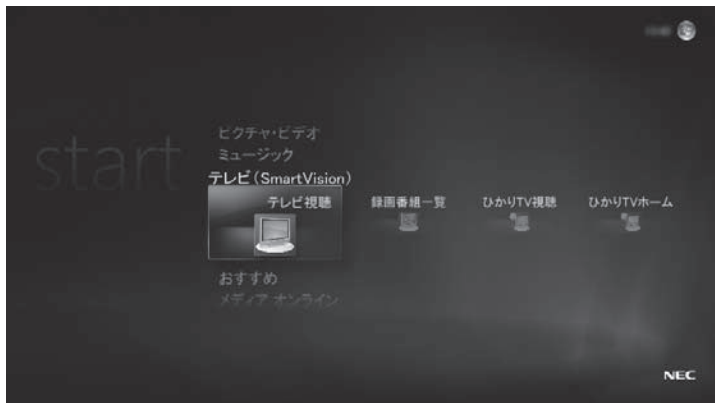 start
ピクチャ・ビデオ
ミュージック
テレビ(SmartVision)
テレビ視聴 録画番組一覧 ひかりTV視聴 ひかりTVホーム
おすすめ
メディア オンライン
NEC